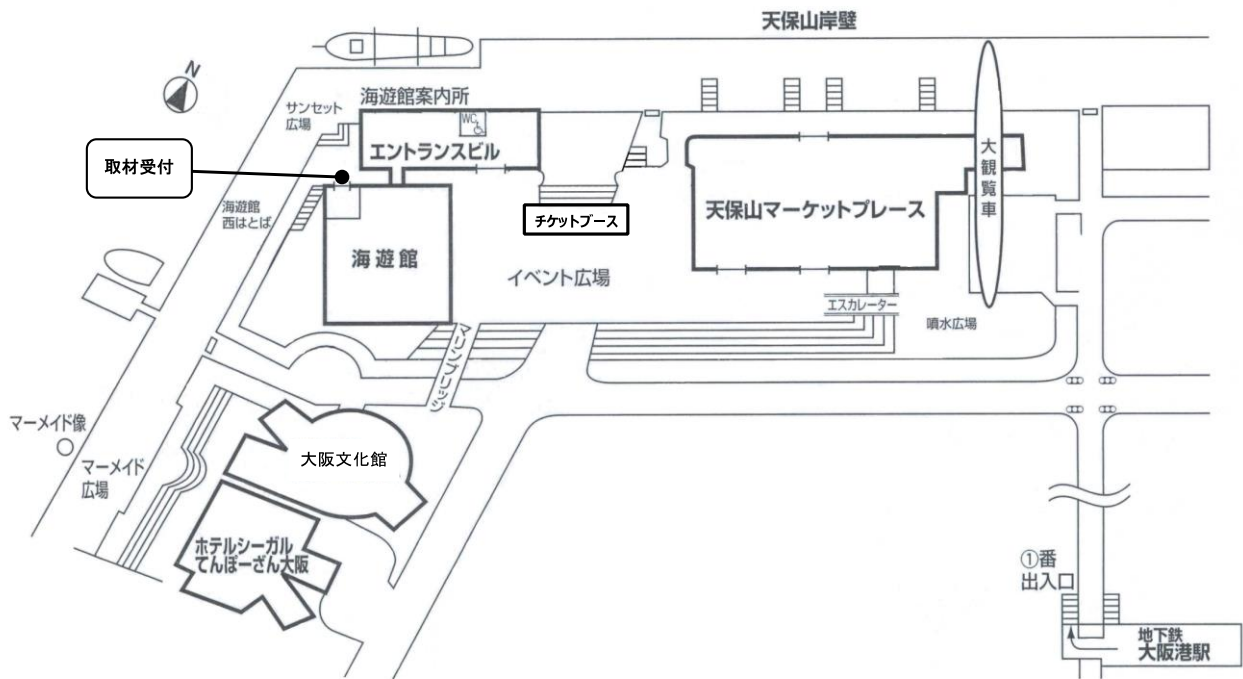 天保山岸壁
N
サンセット
広場
海遊館案内所
WC
エントランスビル
取材受付
大観覧車
海遊館
西はとば
天保山マーケットプレース
チケットブース
海遊館
イベント広場
エスカレーター
噴水広場
マリンブリッジ
マーメイド像
マーメイド
広場
大阪文化館
ホテルシーガル
てんぽーざん大阪
①番
出入口
地下鉄
大阪港駅